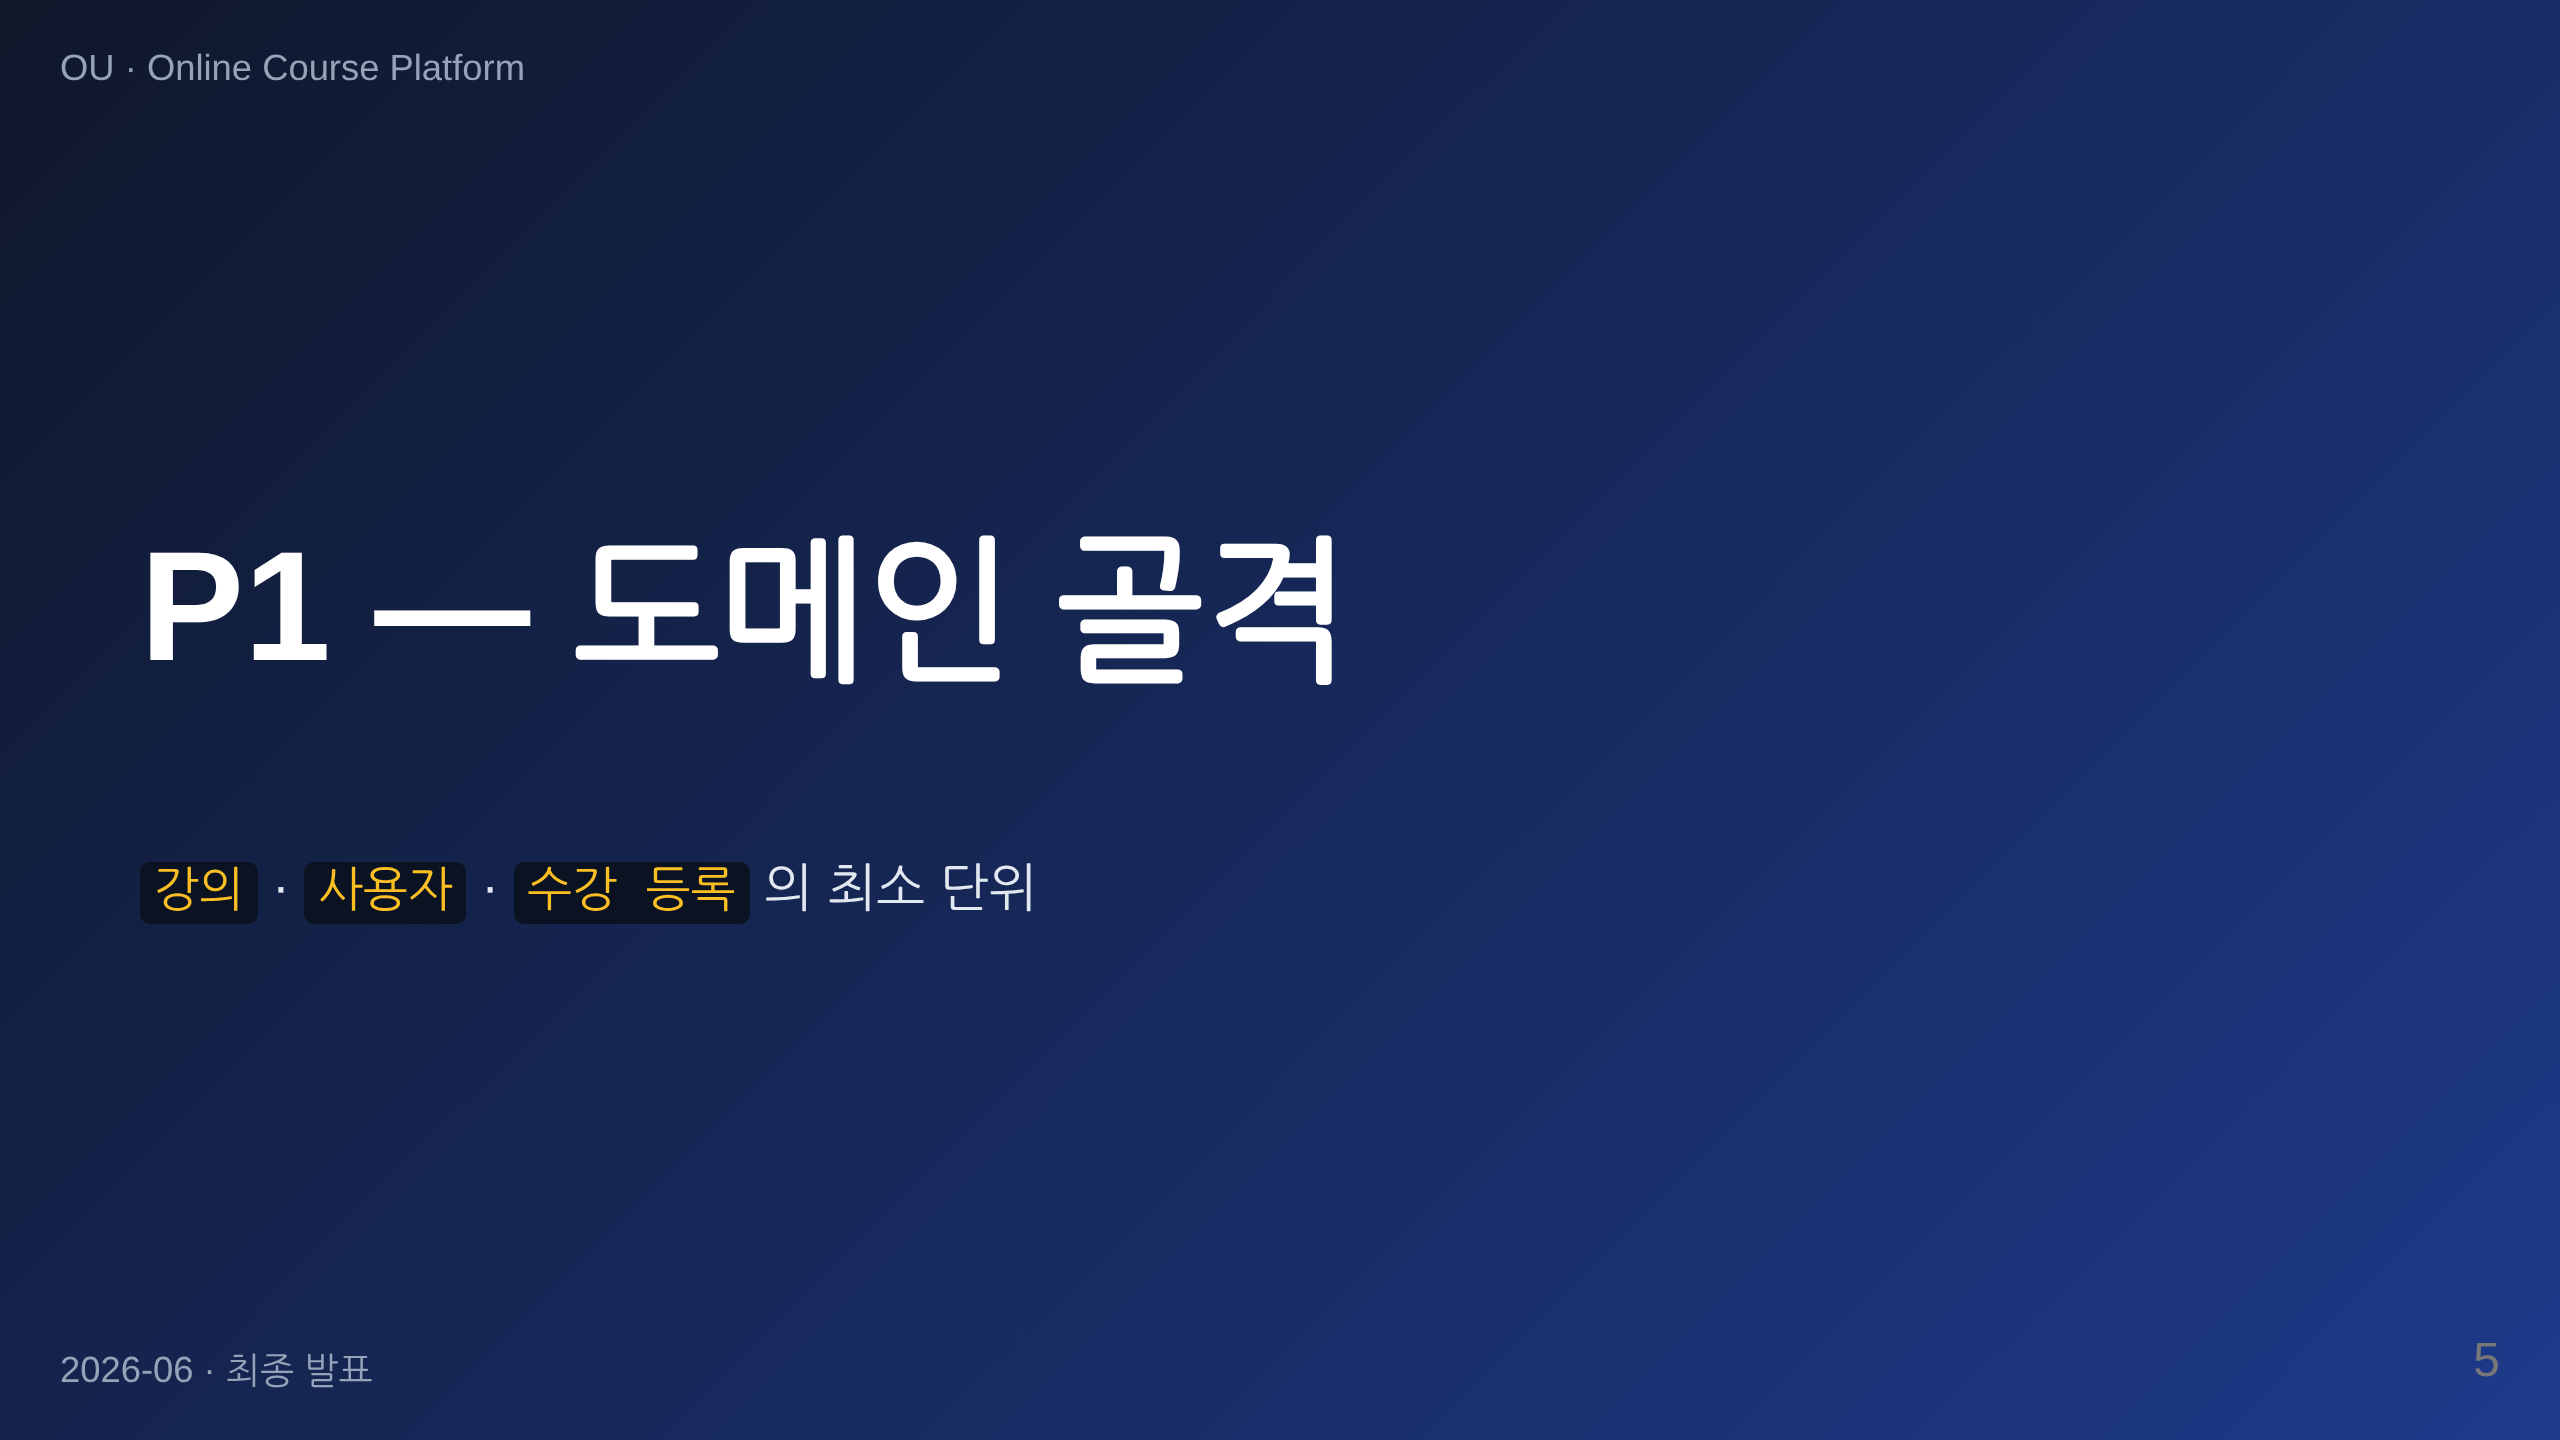 OU · Online Course Platform
P1 — 도메인 골격
강의 · 사용자 · 수강 등록 의 최소 단위
2026-06 · 최종 발표
5